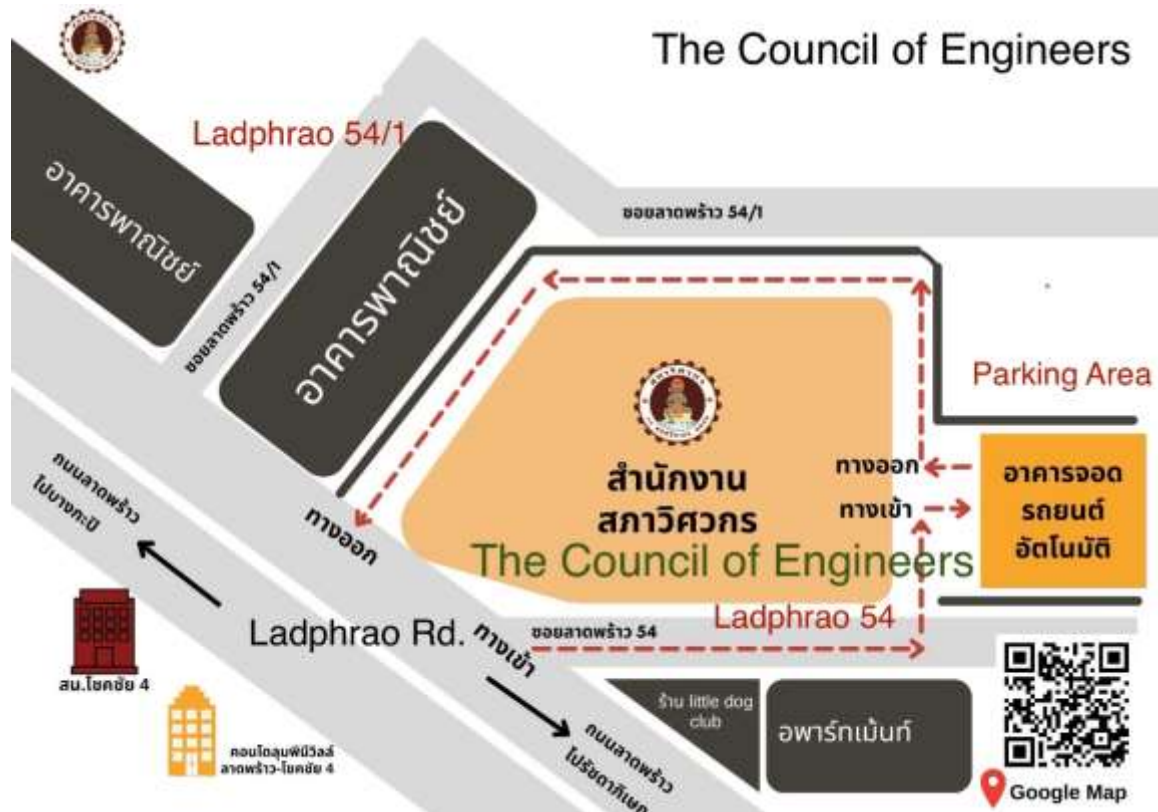 The Council of Engineers
Ladphrao 54/1
อาคารพาณิชย์
ซอยลาดพร้าว 54/1
อาคารพาณิชย์
ซอยลาดพร้าว 54/1
Parking Area
สำนักงาน
สภาวิศวกร
The Council of Engineers
ทางออก
ทางเข้า
อาคารจอด
รถยนต์
อัตโนมัติ
ถนนลาดพร้าว
ไปบางกะปิ
ทางออก
Ladphrao Rd.
ทางเข้า
ซอยลาดพร้าว 54
Ladphrao 54
สน.โชคชัย 4
คอนโดลุมพินีวิลล์
ลาดพร้าว-โชคชัย 4
ถนนลาดพร้าว
ไปรัชดาภิเษก
ร้าน little dog
club
อพาร์ทเม้นท์
Google Map